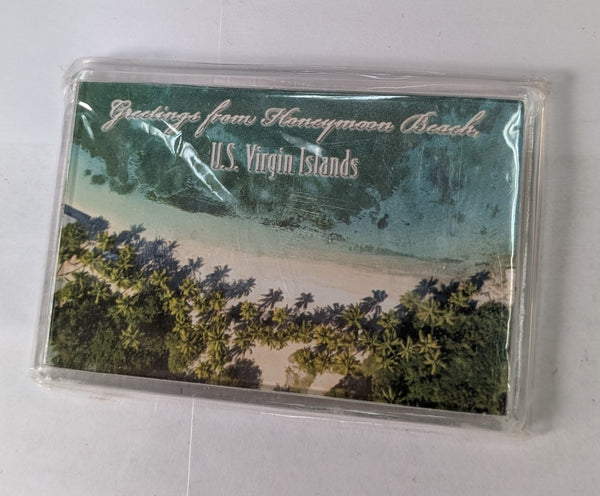 Greetings from Honeymoon Beach,
U.S. Virgin Islands